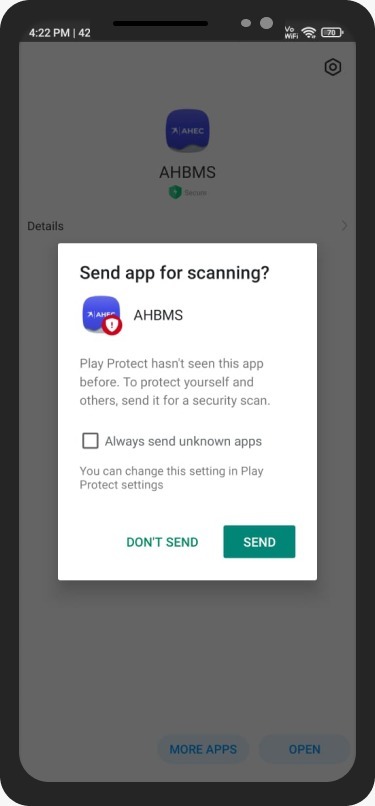 4:22 PM | 42
Vo
WiFi
70
AHEC
AHBMS
Secure
Details
Send app for scanning?
AHEC
AHBMS
Play Protect hasn't seen this app
before. To protect yourself and
others, send it for a security scan.
Always send unknown apps
You can change this setting in Play
Protect settings
DON'T SEND
SEND
MORE APPS
OPEN